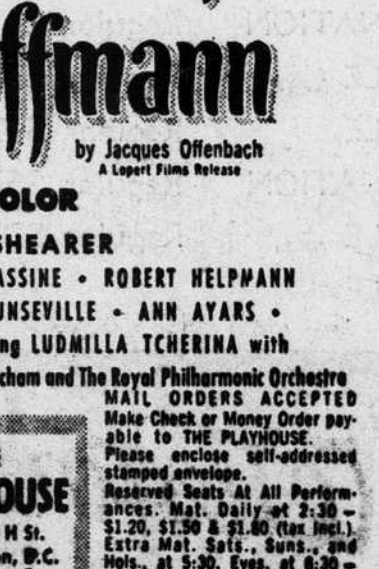 offmann
by Jacques Offenbach
A Lopert Films Release
OLOR
SHEARER
ASSINE • ROBERT HELPMANN
UNSEVILLE • ANN AYARS •
ng LUDMILLA TCHERINA with
cham and The Royal Philharmonic Orchestra
MAIL ORDERS ACCEPTED
Make Check or Money Order pay-
able to THE PLAYHOUSE.
Please enclose self-addressed
stamped envelope.
Reserved Seats At All Perform-
ances. Mat. Daily at 2:30 —
$1.20, $1.50 & $1.80 (tax incl.).
Extra Mat. Sats., Suns., and
Hols., at 5:30. Eves. at 8:30 —
OUSE
H St.
n, D.C.